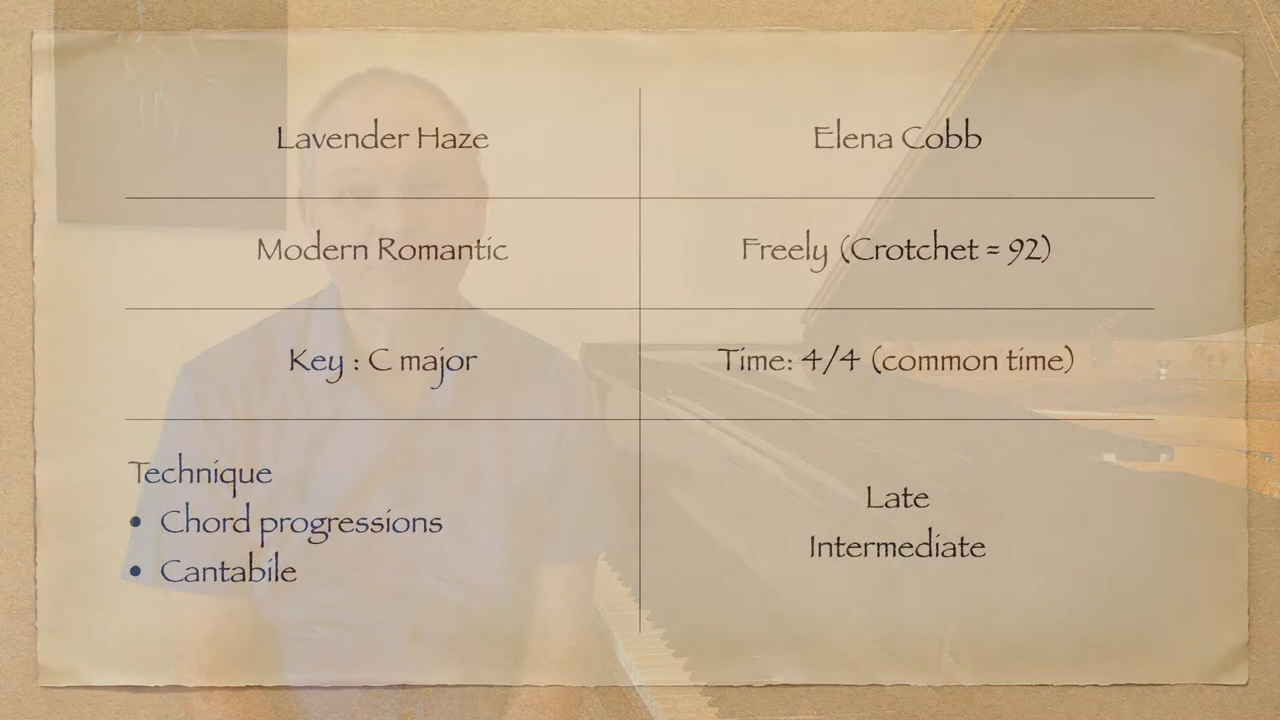 Lavender Haze
Elena Cobb
Modern Romantic
Freely (Crotchet = 92)
Key : C major
Time: 4/4 (common time)
Technique
• Chord progressions
• Cantabile
Late
Intermediate